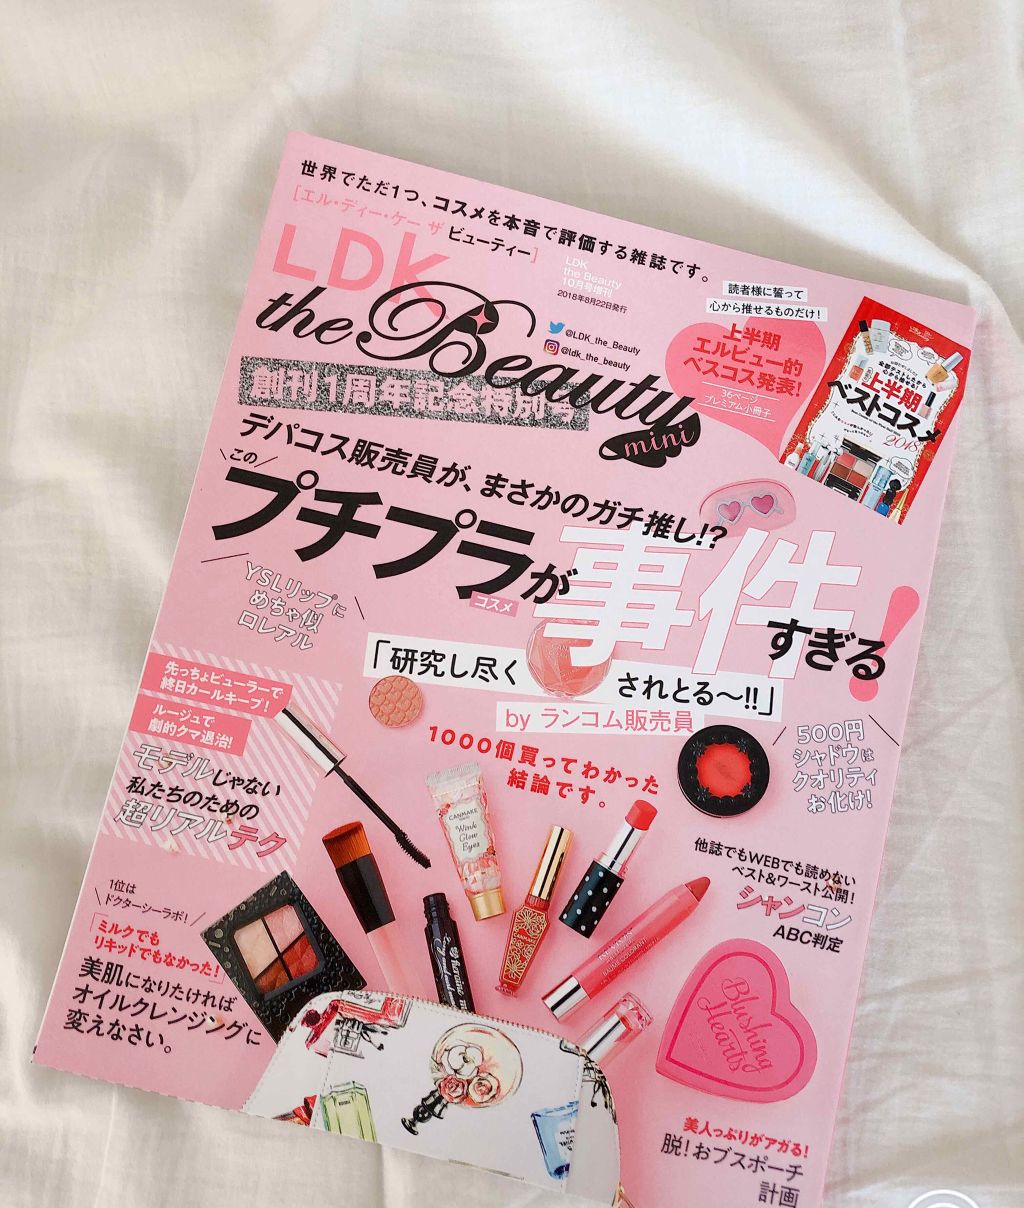 世界でただ1つ、コスメを本音で評価する雑誌です。
[エル・ディー・ケー ザ ビューティー]
LDK
the Beauty
mini
LDK
the Beauty
10月号増刊
2018年8月22日発行
@LDK_the_Beauty
@ldk_the_beauty
読者様に誓って
心から推せるものだけ!
上半期
エルビュー的
ベスコス発表!
36ページ
プレミアム小冊子
上半期
ベストコスメ
2018
創刊1周年記念特別号
デパコス販売員が、まさかのガチ推し!?
この
プチプラが事件すぎる!
コスメ
YSLリップに
めちゃ似
ロレアル
「研究し尽くされとる〜!!」
by ランコム販売員
先っちょビューラーで
終日カールキープ!
ルージュで
劇的クマ退治!
モデルじゃない
私たちのための
超リアルテク
1000個買ってわかった
結論です。
500円
シャドウは
クオリティ
お化け!
CANMAKE
Wink
Glow
Eyes
他誌でもWEBでも読めない
ベスト&ワースト公開!
シャンコン
ABC判定
1位は
ドクターシーラボ!
「ミルクでも
リキッドでもなかった!」
美肌になりたければ
オイルクレンジングに
変えなさい。
Blushing
Hearts
美人っぷりがアガる!
脱!おブスポーチ
計画